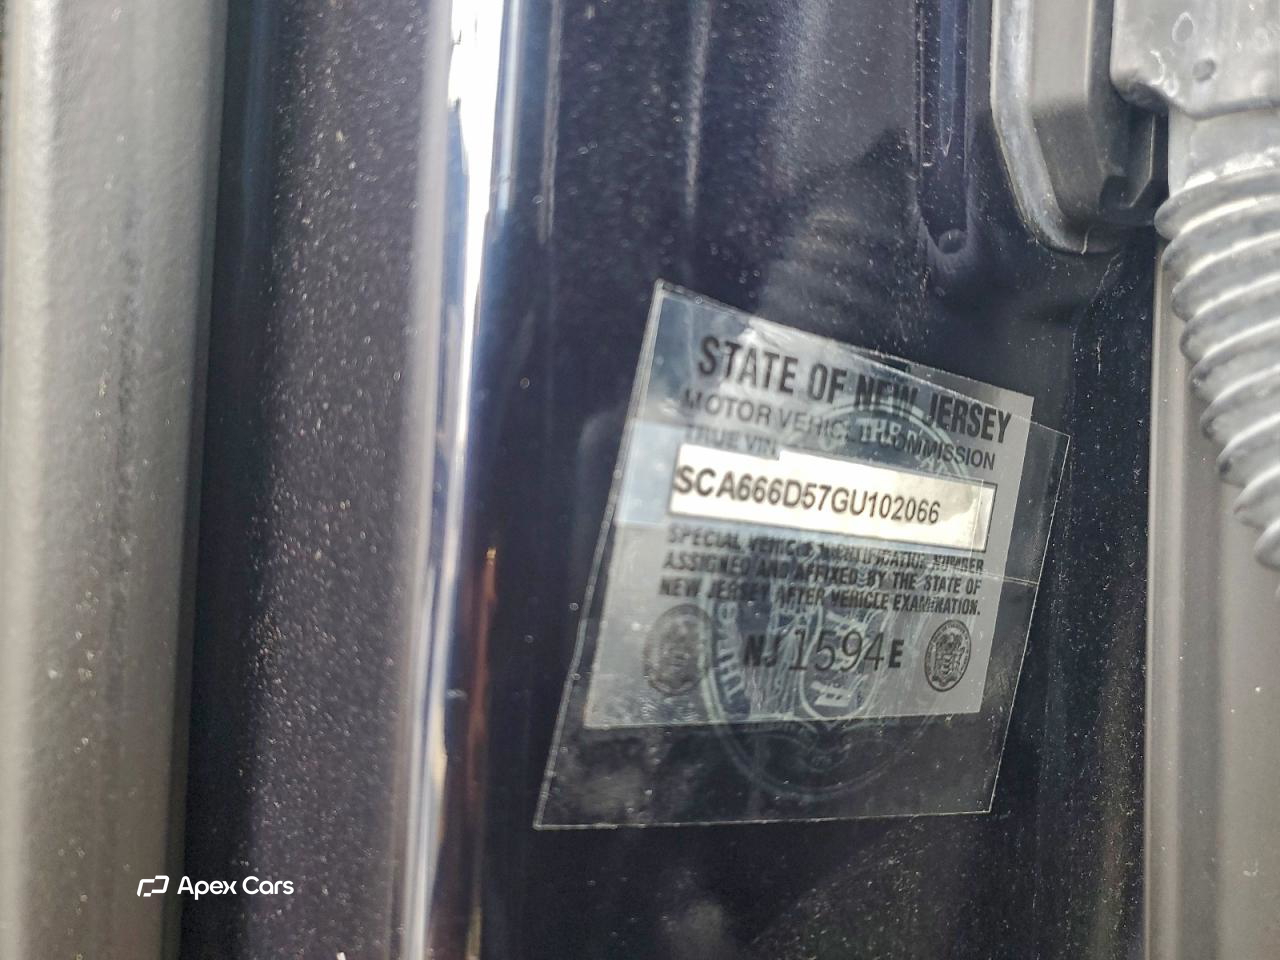 STATE OF NEW JERSEY
MOTOR VEHICLE COMMISSION
TRUE VIN
SCA666D57GU102066
SPECIAL VEHICLE IDENTIFICATION NUMBER
ASSIGNED AND AFFIXED BY THE STATE OF
NEW JERSEY AFTER VEHICLE EXAMINATION.
NJ 1594 E
Apex Cars